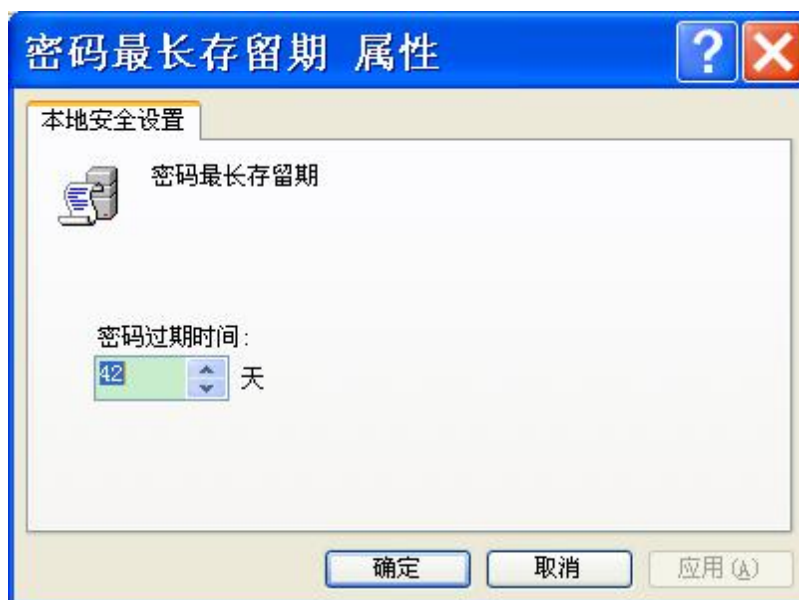 密码最长存留期 属性
本地安全设置
密码最长存留期
密码过期时间:
42 天
确定 取消 应用(A)